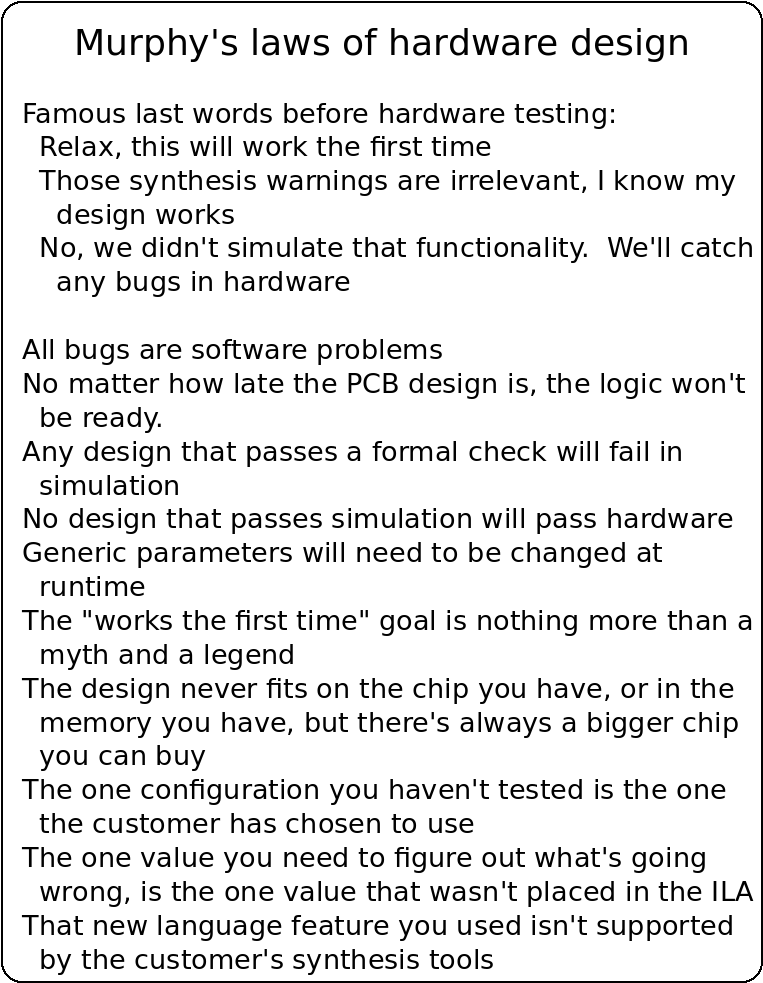 Murphy's laws of hardware design
Famous last words before hardware testing:
Relax, this will work the first time
Those synthesis warnings are irrelevant, I know my
design works
No, we didn't simulate that functionality.  We'll catch
any bugs in hardware
All bugs are software problems
No matter how late the PCB design is, the logic won't
be ready.
Any design that passes a formal check will fail in
simulation
No design that passes simulation will pass hardware
Generic parameters will need to be changed at
runtime
The "works the first time" goal is nothing more than a
myth and a legend
The design never fits on the chip you have, or in the
memory you have, but there's always a bigger chip
you can buy
The one configuration you haven't tested is the one
the customer has chosen to use
The one value you need to figure out what's going
wrong, is the one value that wasn't placed in the ILA
That new language feature you used isn't supported
by the customer's synthesis tools